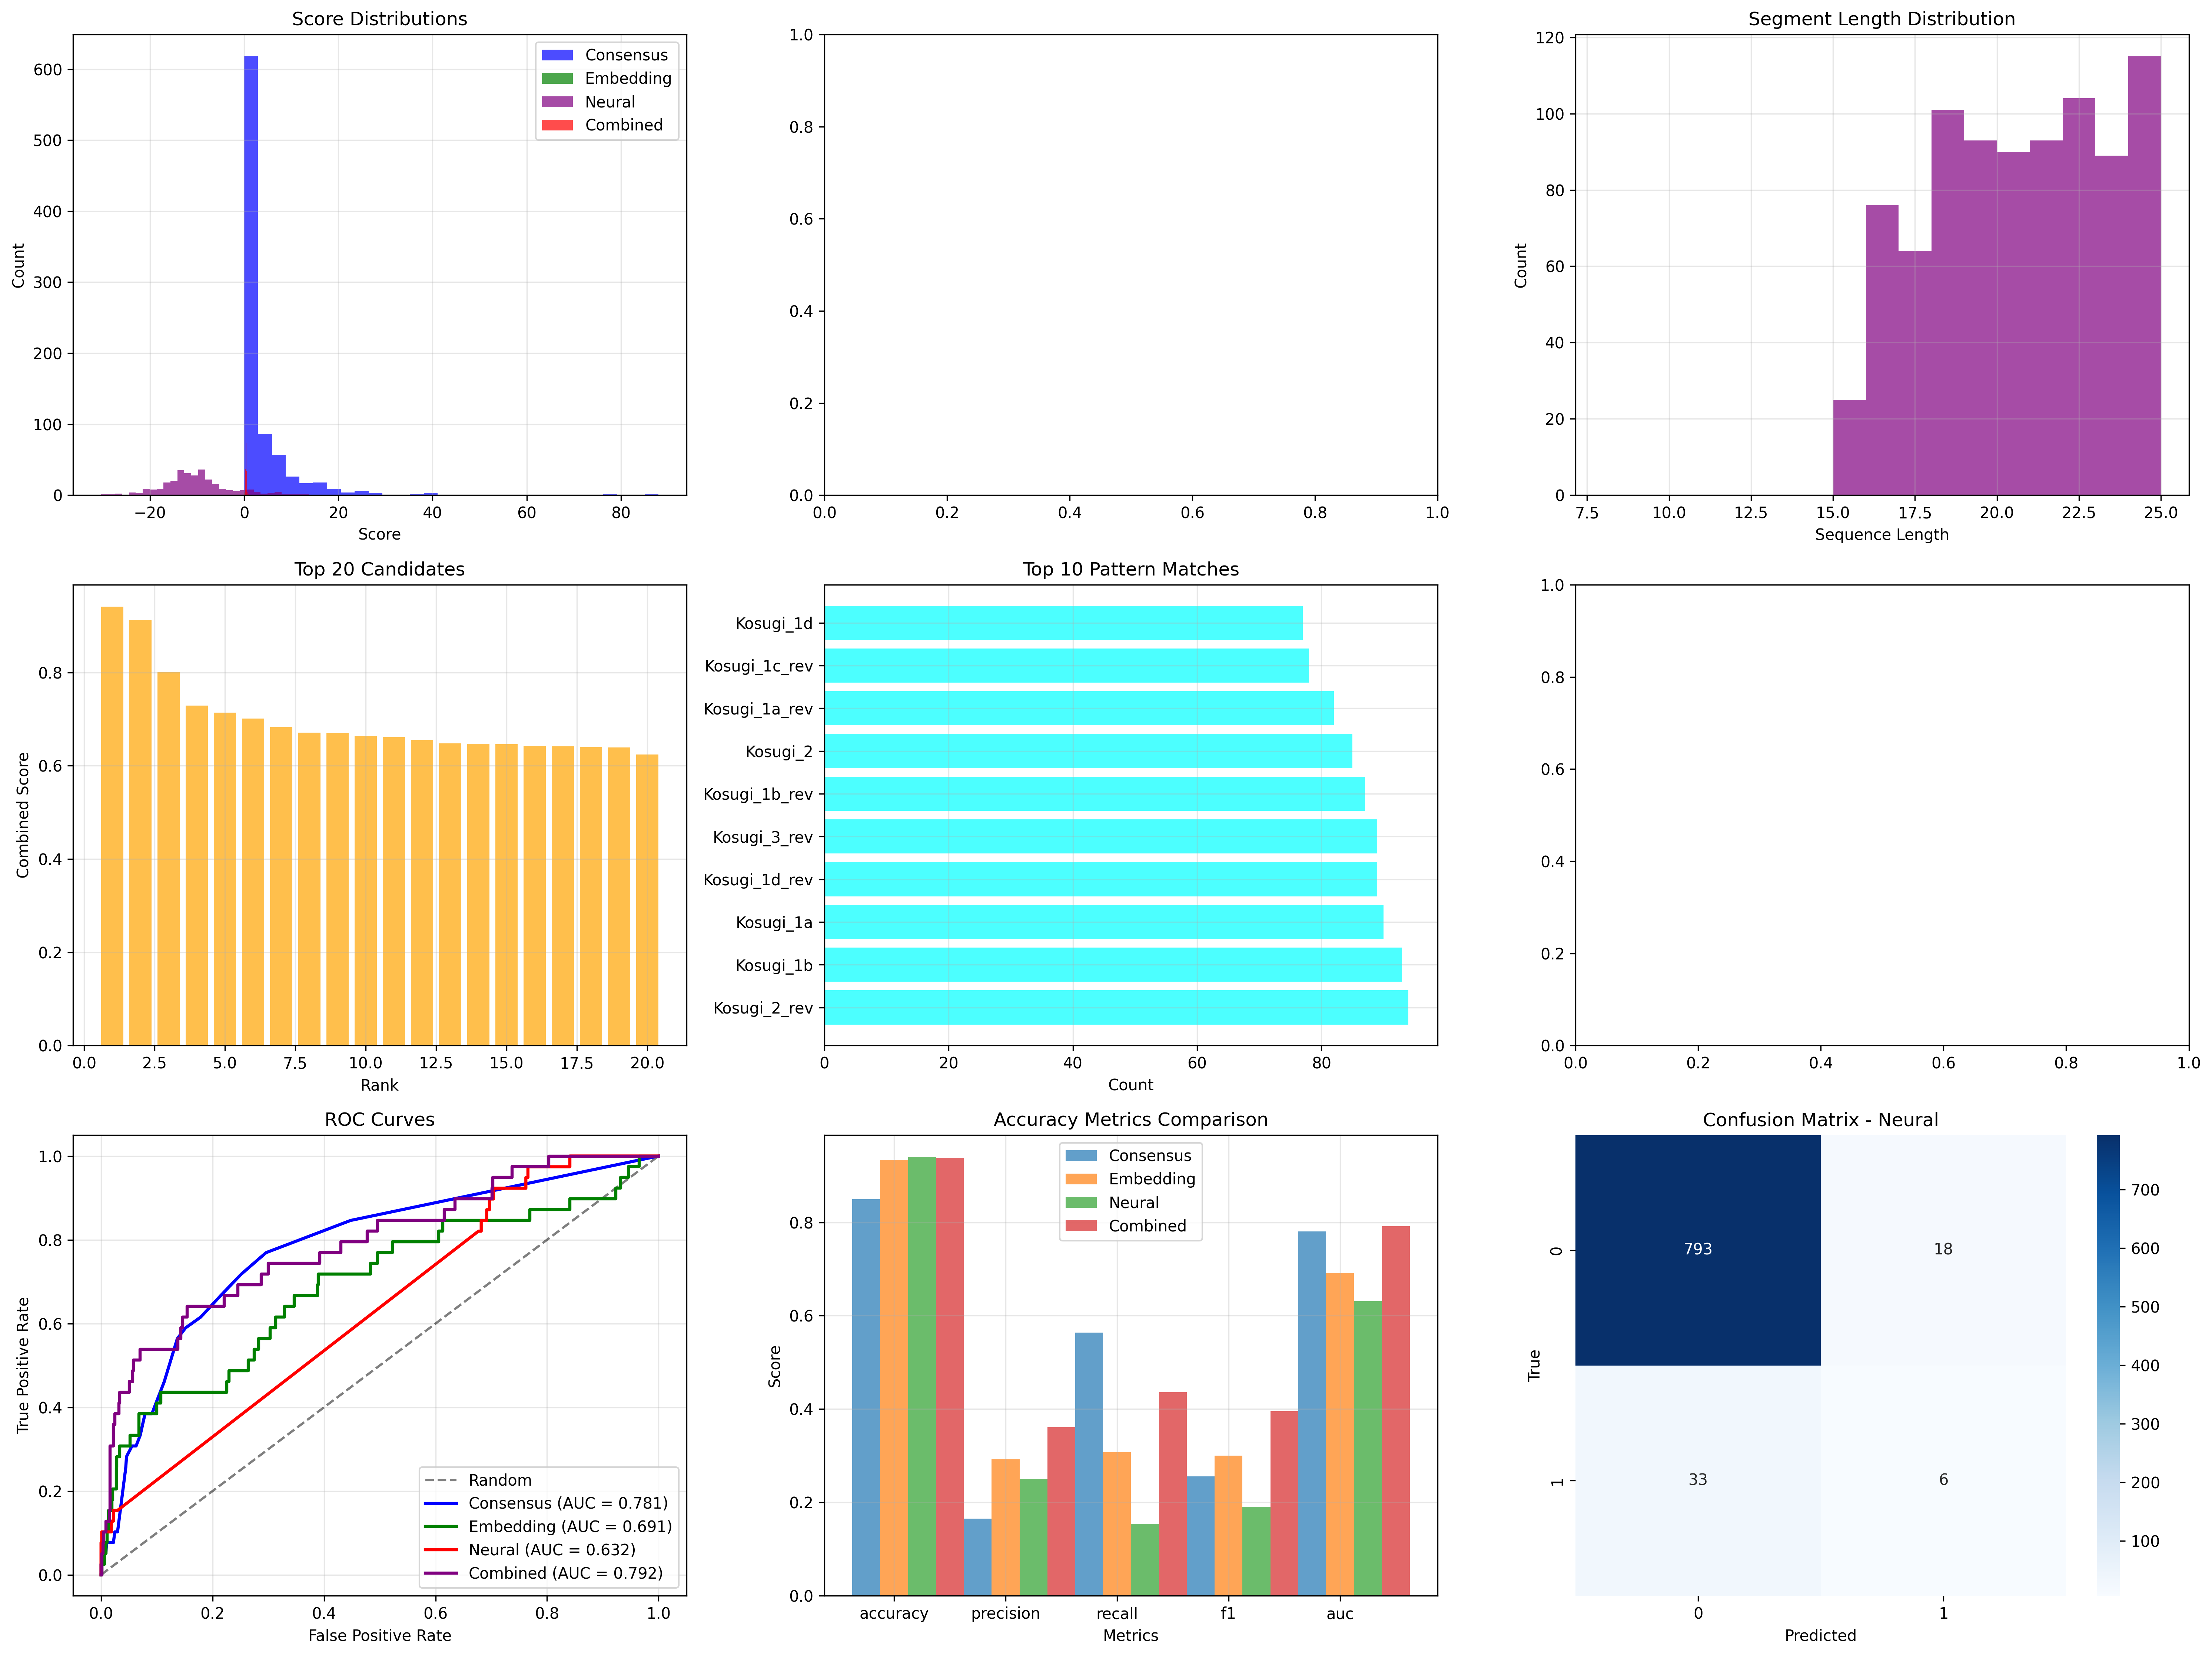 Score Distributions
Count
600
500
400
300
200
100
0
−20
0
20
40
60
80
Score
Consensus
Embedding
Neural
Combined
1.0
0.8
0.6
0.4
0.2
0.0
0.0
0.2
0.4
0.6
0.8
1.0
Segment Length Distribution
Count
120
100
80
60
40
20
0
7.5
10.0
12.5
15.0
17.5
20.0
22.5
25.0
Sequence Length
Top 20 Candidates
Combined Score
0.8
0.6
0.4
0.2
0.0
0.0
2.5
5.0
7.5
10.0
12.5
15.0
17.5
20.0
Rank
Top 10 Pattern Matches
Kosugi_1d
Kosugi_1c_rev
Kosugi_1a_rev
Kosugi_2
Kosugi_1b_rev
Kosugi_3_rev
Kosugi_1d_rev
Kosugi_1a
Kosugi_1b
Kosugi_2_rev
0
20
40
60
80
Count
1.0
0.8
0.6
0.4
0.2
0.0
0.0
0.2
0.4
0.6
0.8
1.0
ROC Curves
True Positive Rate
1.0
0.8
0.6
0.4
0.2
0.0
0.0
0.2
0.4
0.6
0.8
1.0
False Positive Rate
Random
Consensus (AUC = 0.781)
Embedding (AUC = 0.691)
Neural (AUC = 0.632)
Combined (AUC = 0.792)
Accuracy Metrics Comparison
Score
0.8
0.6
0.4
0.2
0.0
Consensus
Embedding
Neural
Combined
accuracy
precision
recall
f1
auc
Metrics
Confusion Matrix - Neural
True
0
1
793
18
33
6
0
1
Predicted
700
600
500
400
300
200
100